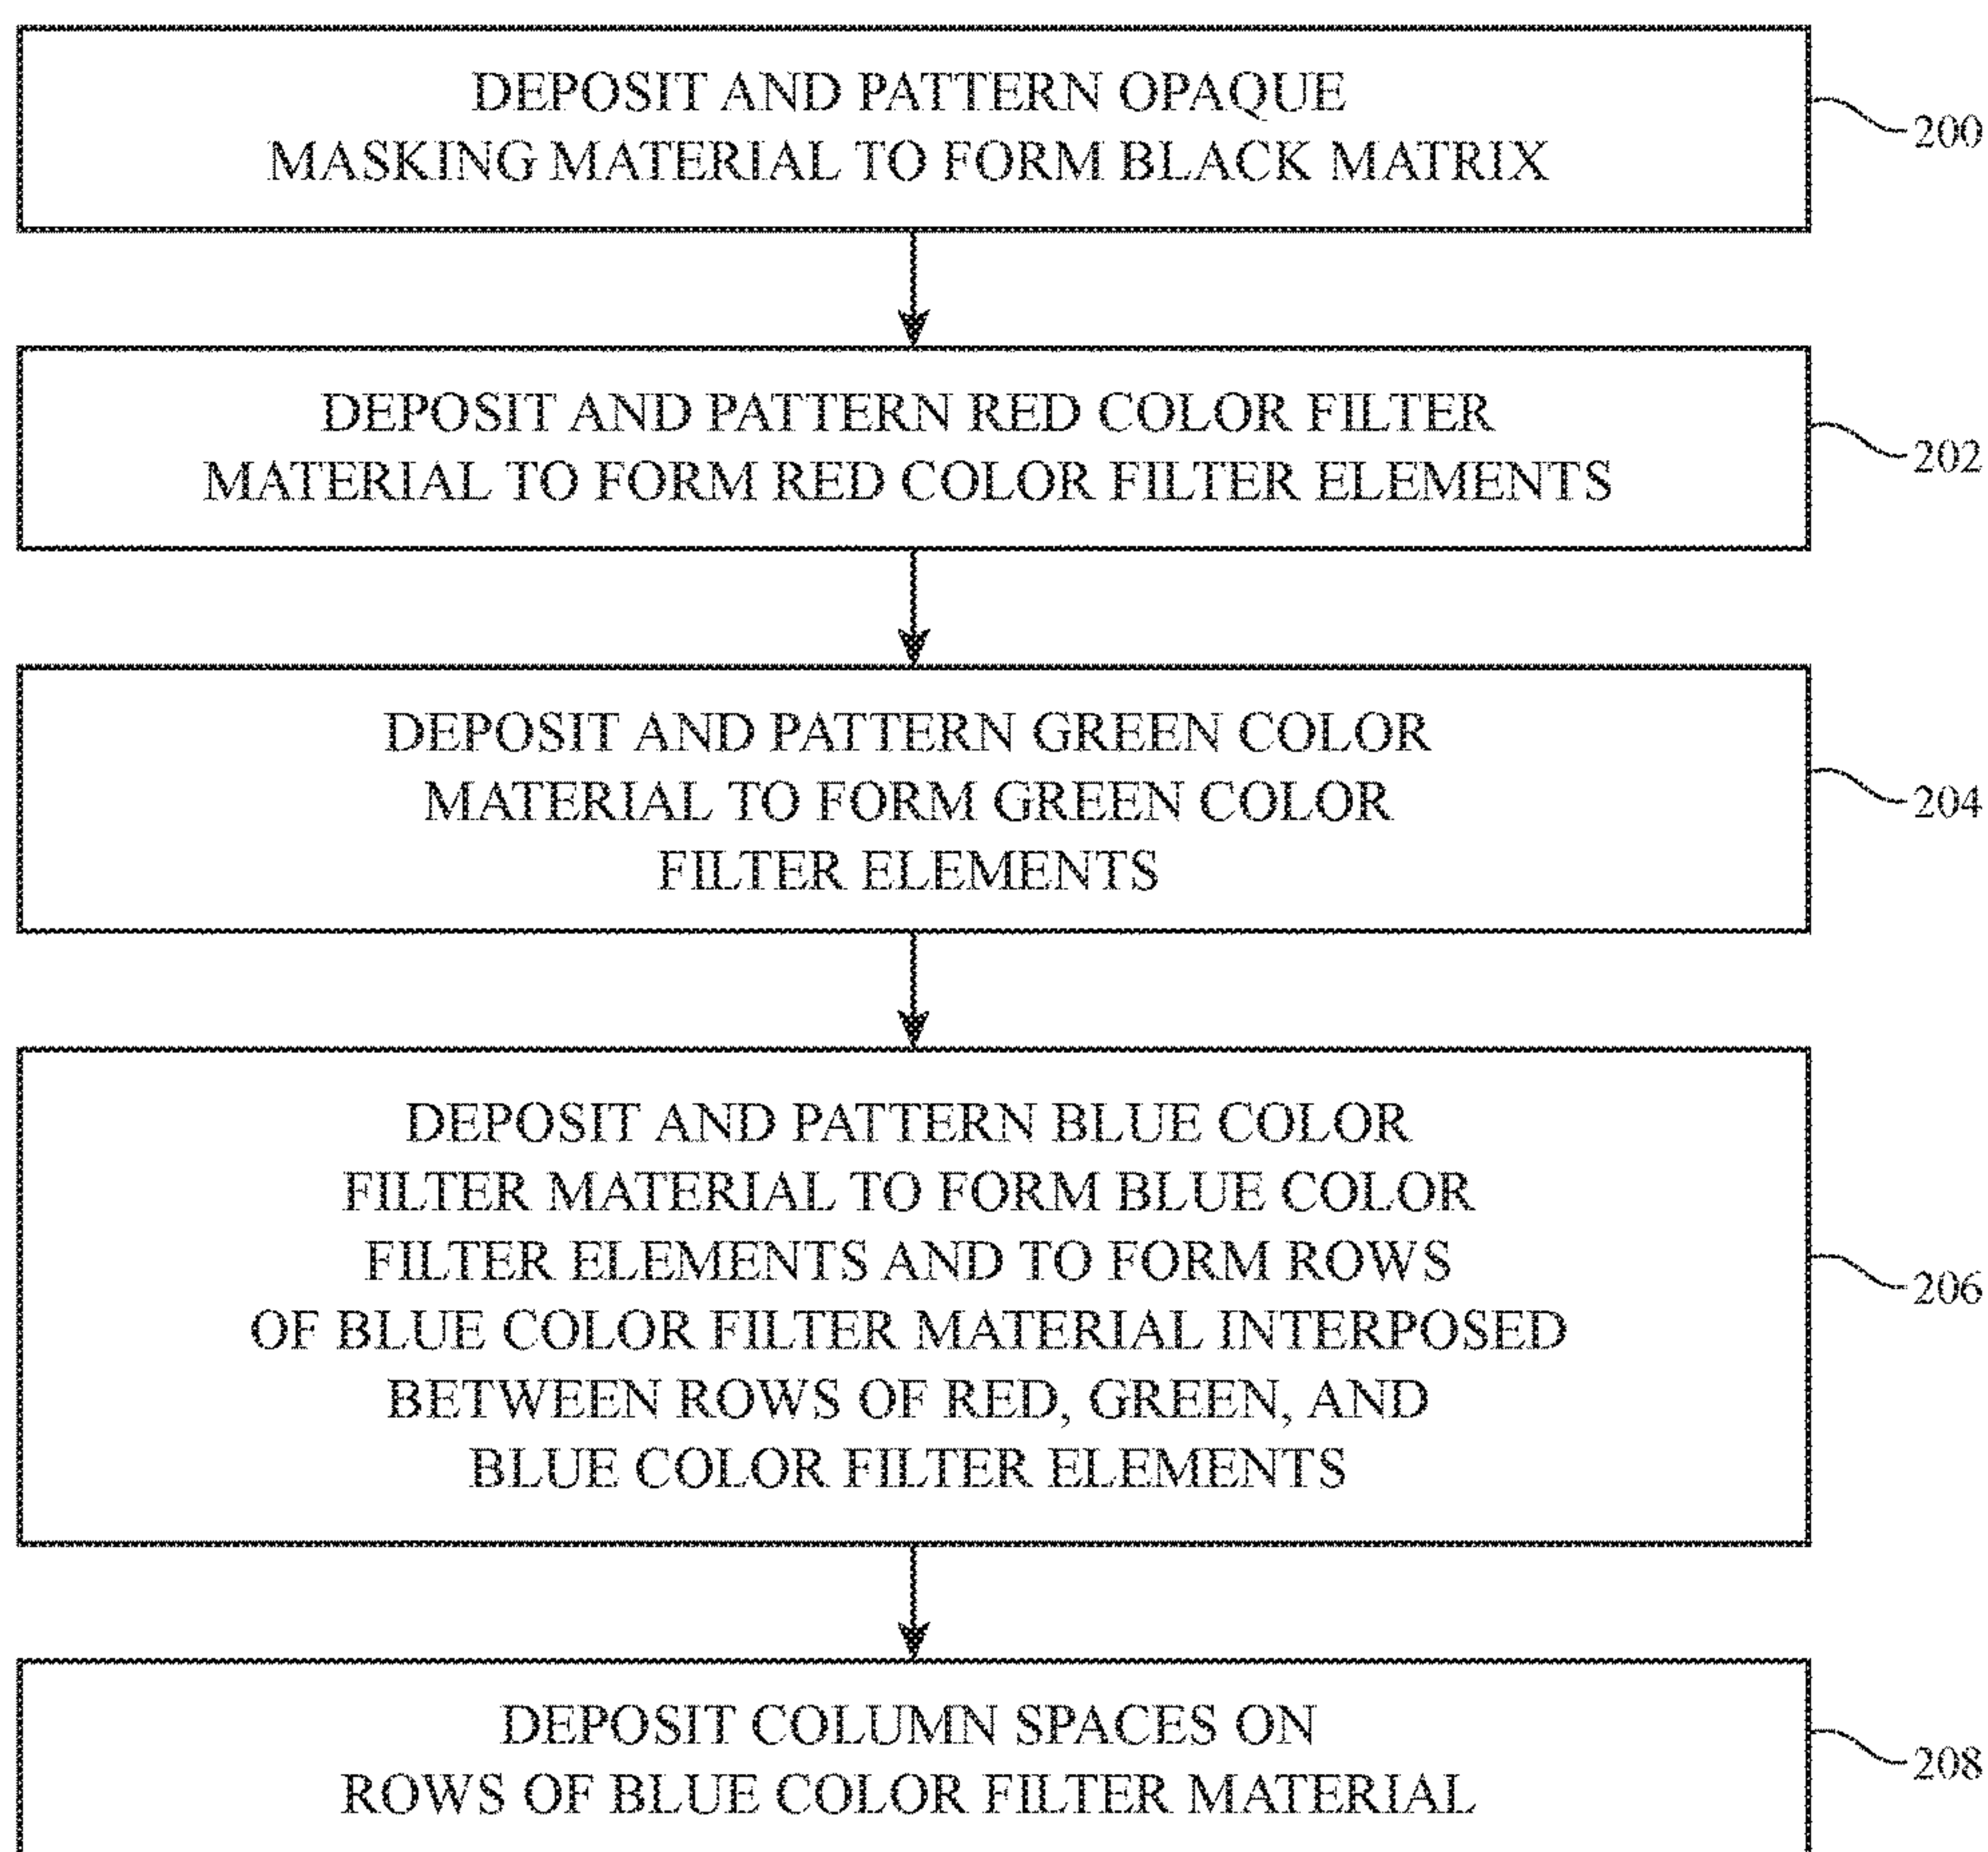 DEPOSIT AND PATTERN OPAQUE
MASKING MATERIAL TO FORM BLACK MATRIX
200
DEPOSIT AND PATTERN RED COLOR FILTER
MATERIAL TO FORM RED COLOR FILTER ELEMENTS
202
DEPOSIT AND PATTERN GREEN COLOR
MATERIAL TO FORM GREEN COLOR
FILTER ELEMENTS
204
DEPOSIT AND PATTERN BLUE COLOR
FILTER MATERIAL TO FORM BLUE COLOR
FILTER ELEMENTS AND TO FORM ROWS
OF BLUE COLOR FILTER MATERIAL INTERPOSED
BETWEEN ROWS OF RED, GREEN, AND
BLUE COLOR FILTER ELEMENTS
206
DEPOSIT COLUMN SPACES ON
ROWS OF BLUE COLOR FILTER MATERIAL
208